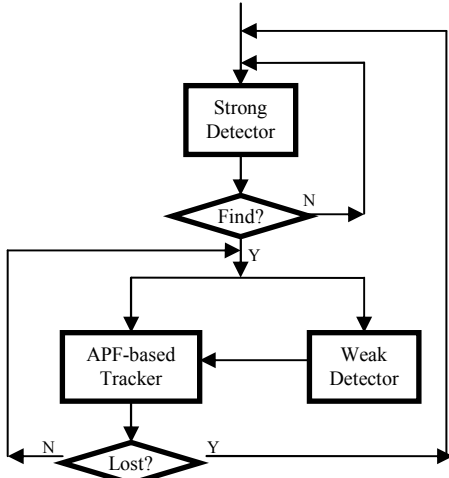 Strong
Detector
N
Find?
Y
APF-based
Tracker
Weak
Detector
N
Lost?
Y